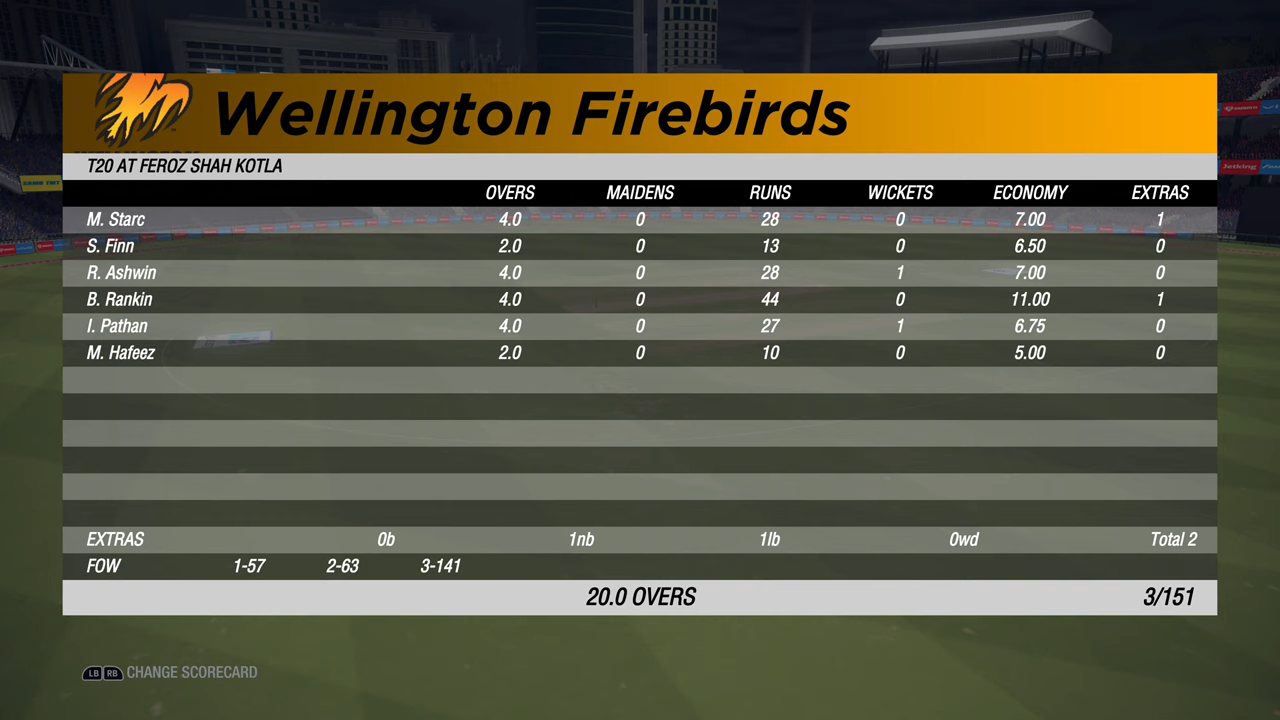 Wellington Firebirds
T20 AT FEROZ SHAH KOTLA
OVERS MAIDENS RUNS WICKETS ECONOMY EXTRAS
M. Starc 4.0 0 28 0 7.00 1
S. Finn 2.0 0 13 0 6.50 0
R. Ashwin 4.0 0 28 1 7.00 0
B. Rankin 4.0 0 44 0 11.00 1
I. Pathan 4.0 0 27 1 6.75 0
M. Hafeez 2.0 0 10 0 5.00 0
EXTRAS 0b 1nb 1lb 0wd Total 2
FOW 1-57 2-63 3-141
20.0 OVERS 3/151
LB RB CHANGE SCORECARD